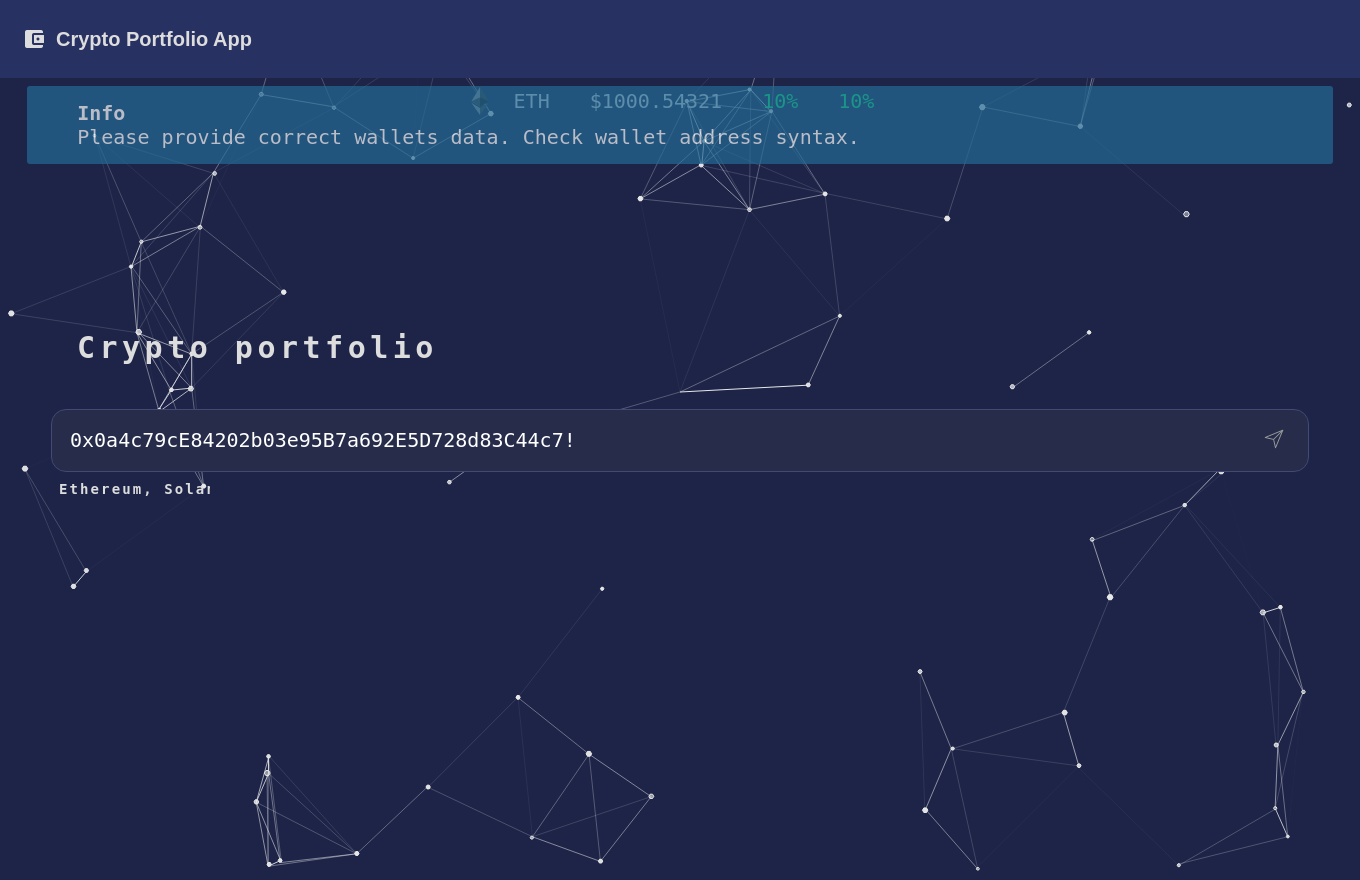 Crypto Portfolio App
ETH $1000.54321 10% 10%
Info
Please provide correct wallets data. Check wallet address syntax.
Crypto portfolio
0x0a4c79cE84202b03e95B7a692E5D728d83C44c7!
Ethereum,